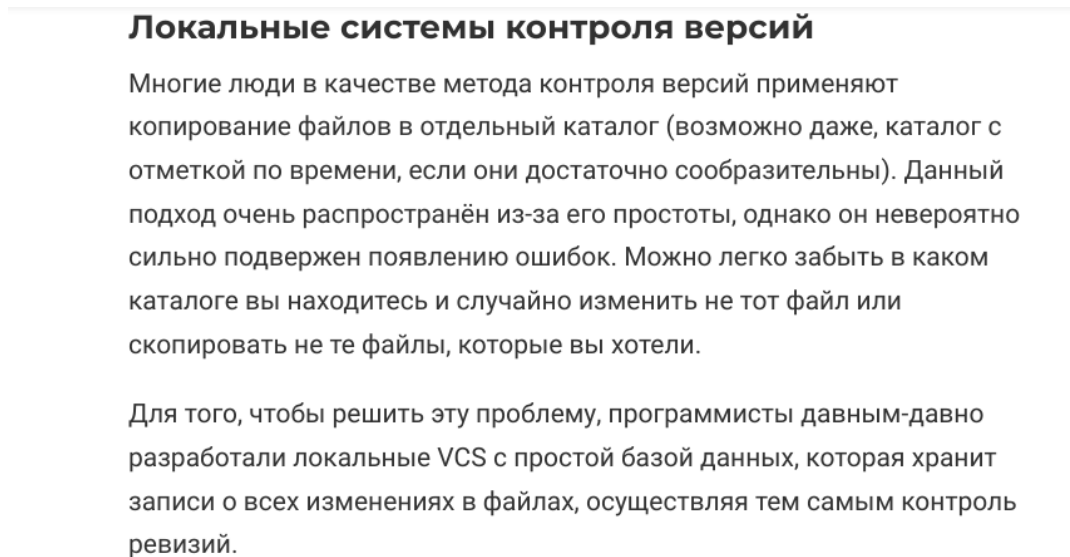 Локальные системы контроля версий
Многие люди в качестве метода контроля версий применяют
копирование файлов в отдельный каталог (возможно даже, каталог с
отметкой по времени, если они достаточно сообразительны). Данный
подход очень распространён из-за его простоты, однако он невероятно
сильно подвержен появлению ошибок. Можно легко забыть в каком
каталоге вы находитесь и случайно изменить не тот файл или
скопировать не те файлы, которые вы хотели.
Для того, чтобы решить эту проблему, программисты давным-давно
разработали локальные VCS с простой базой данных, которая хранит
записи о всех изменениях в файлах, осуществляя тем самым контроль
ревизий.